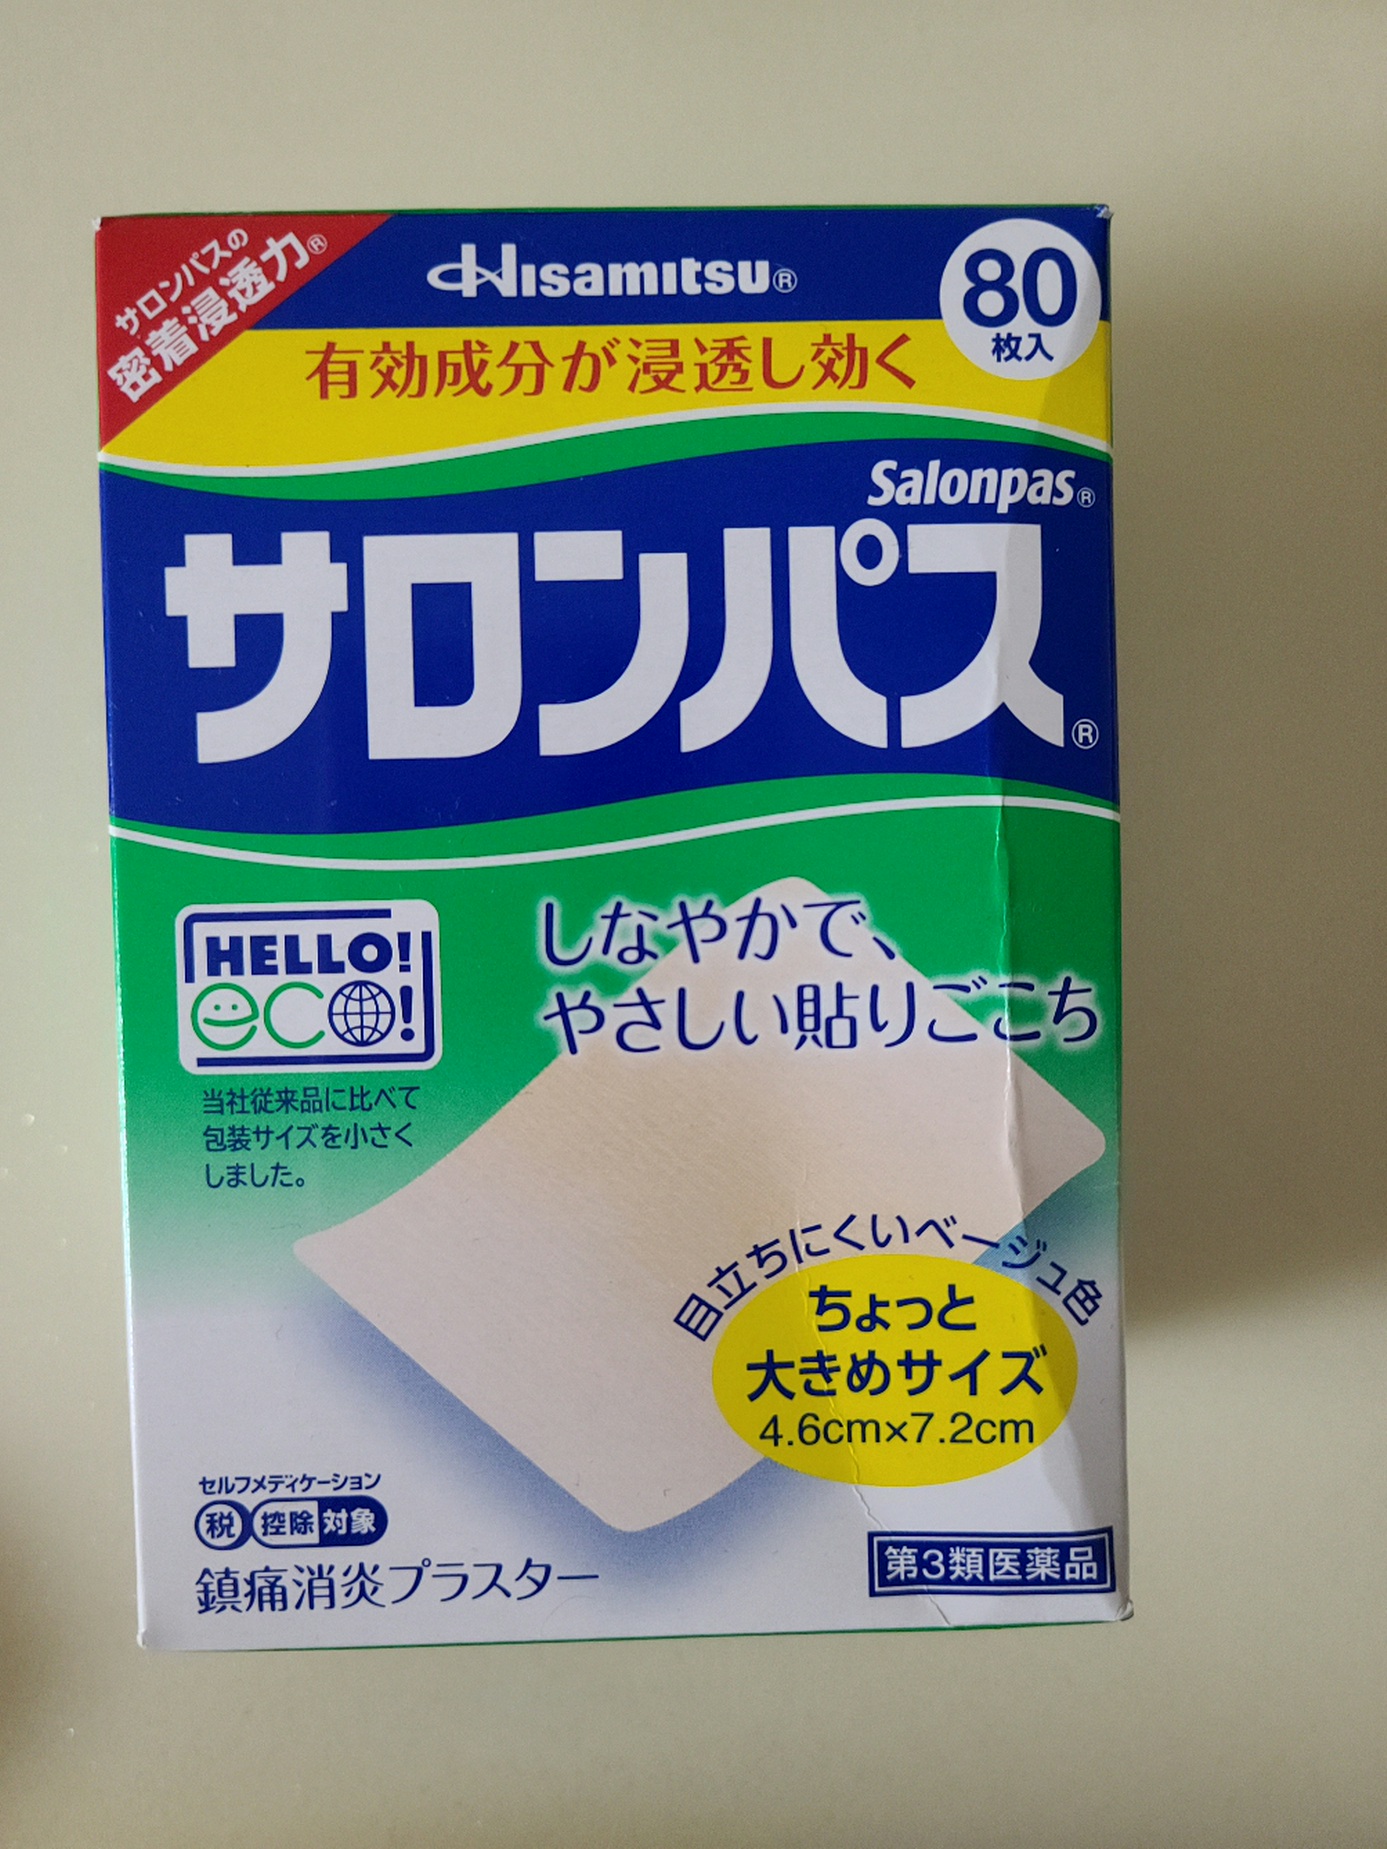 サロンパスの
密着浸透力®
Hisamitsu®
80
枚入
有効成分が浸透し効く
Salonpas®
サロンパス®
HELLO!
eco!
当社従来品に比べて
包装サイズを小さく
しました。
しなやかで、
やさしい貼りごこち
目立ちにくいベージュ色
ちょっと
大きめサイズ
4.6cm×7.2cm
セルフメディケーション
税 控除 対象
鎮痛消炎プラスター
第3類医薬品